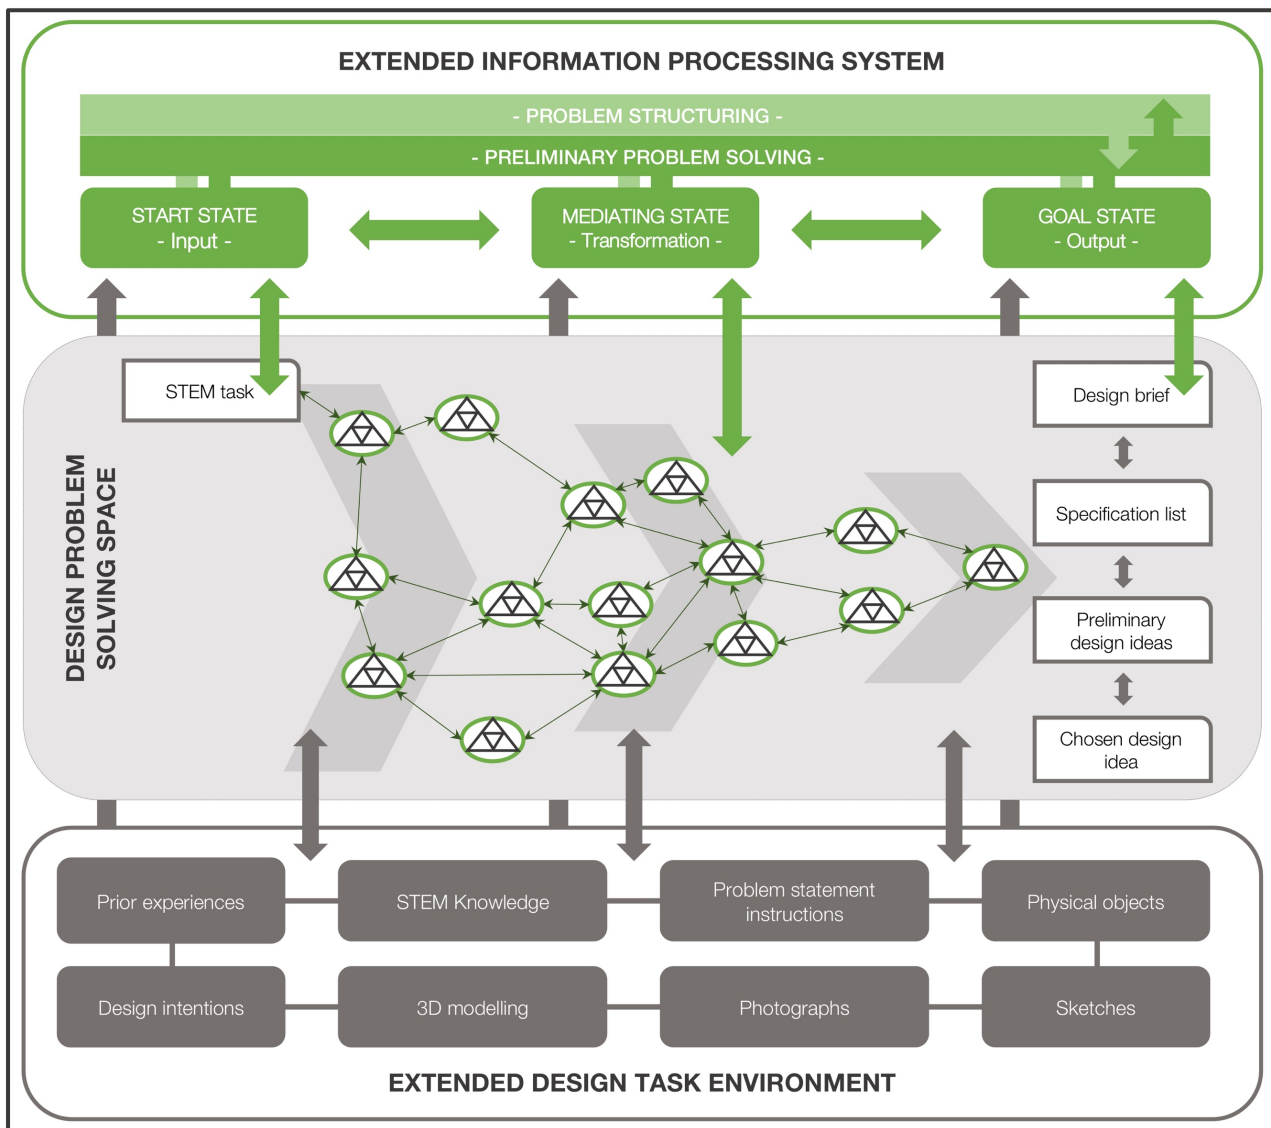 EXTENDED INFORMATION PROCESSING SYSTEM
- PROBLEM STRUCTURING -
- PRELIMINARY PROBLEM SOLVING -
START STATE
- Input -
MEDIATING STATE
- Transformation -
GOAL STATE
- Output -
DESIGN PROBLEM
SOLVING SPACE
STEM task
Design brief
Specification list
Preliminary
design ideas
Chosen design
idea
Prior experiences
STEM Knowledge
Problem statement
instructions
Physical objects
Design intentions
3D modelling
Photographs
Sketches
EXTENDED DESIGN TASK ENVIRONMENT